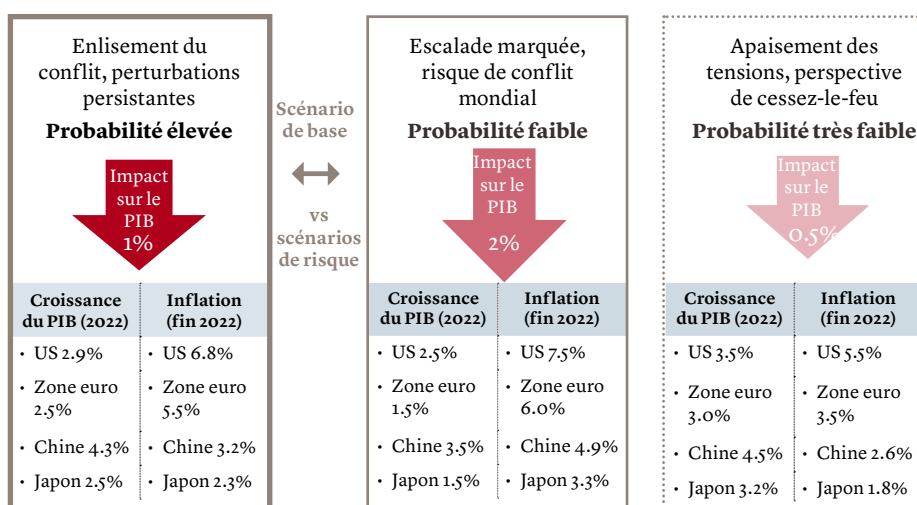 Enlisement du
conflit, perturbations
persistantes
Probabilité élevée
Impact
sur le
PIB
1%
Croissance
du PIB (2022)
Inflation
(fin 2022)
· US 2.9%
· US 6.8%
· Zone euro
2.5%
· Zone euro
5.5%
· Chine 4.3%
· Chine 3.2%
· Japon 2.5%
· Japon 2.3%
Scénario
de base
vs
scénarios
de risque
Escalade marquée,
risque de conflit
mondial
Probabilité faible
Impact
sur le
PIB
2%
Croissance
du PIB (2022)
Inflation
(fin 2022)
· US 2.5%
· US 7.5%
· Zone euro
1.5%
· Zone euro
6.0%
· Chine 3.5%
· Chine 4.9%
· Japon 1.5%
· Japon 3.3%
Apaisement des
tensions, perspective
de cessez-le-feu
Probabilité très faible
Impact
sur le
PIB
0.5%
Croissance
du PIB (2022)
Inflation
(fin 2022)
· US 3.5%
· US 5.5%
· Zone euro
3.0%
· Zone euro
3.5%
· Chine 4.5%
· Chine 2.6%
· Japon 3.2%
· Japon 1.8%